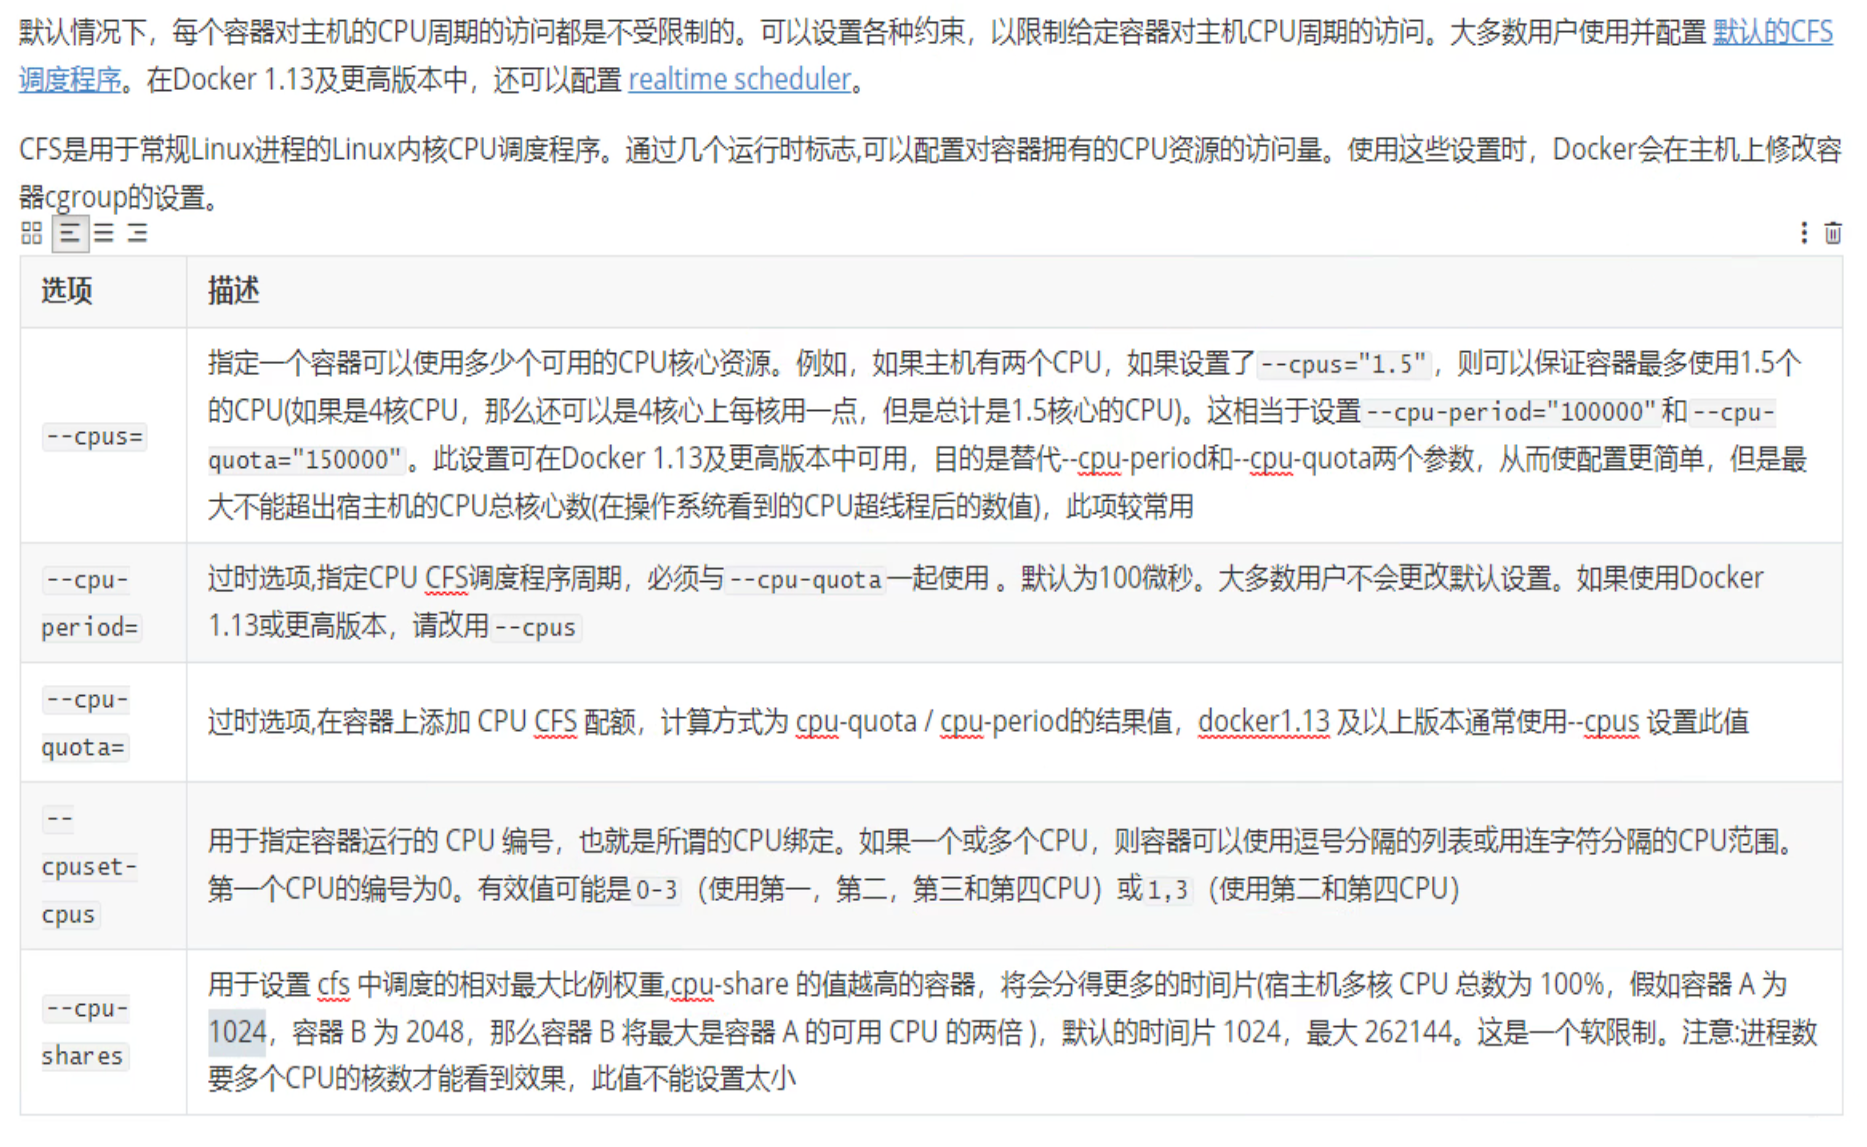 默认情况下，每个容器对主机的CPU周期的访问都是不受限制的。可以设置各种约束，以限制给定容器对主机CPU周期的访问。大多数用户使用并配置 默认的CFS
调度程序。在Docker 1.13及更高版本中，还可以配置 realtime scheduler。
CFS是用于常规Linux进程的Linux内核CPU调度程序。通过几个运行时标志,可以配置对容器拥有的CPU资源的访问量。使用这些设置时，Docker会在主机上修改容
器cgroup的设置。
选项
描述
--cpus=
指定一个容器可以使用多少个可用的CPU核心资源。例如，如果主机有两个CPU，如果设置了--cpus="1.5"，则可以保证容器最多使用1.5个
的CPU(如果是4核CPU，那么还可以是4核心上每核用一点，但是总计是1.5核心的CPU)。这相当于设置--cpu-period="100000"和--cpu-
quota="150000"。此设置可在Docker 1.13及更高版本中可用，目的是替代--cpu-period和--cpu-quota两个参数，从而使配置更简单，但是最
大不能超出宿主机的CPU总核心数(在操作系统看到的CPU超线程后的数值)，此项较常用
--cpu-
period=
过时选项,指定CPU CFS调度程序周期，必须与--cpu-quota一起使用 。默认为100微秒。大多数用户不会更改默认设置。如果使用Docker
1.13或更高版本，请改用--cpus
--cpu-
quota=
过时选项,在容器上添加 CPU CFS 配额，计算方式为 cpu-quota / cpu-period的结果值，docker1.13 及以上版本通常使用--cpus 设置此值
--
cpuset-
cpus
用于指定容器运行的 CPU 编号，也就是所谓的CPU绑定。如果一个或多个CPU，则容器可以使用逗号分隔的列表或用连字符分隔的CPU范围。
第一个CPU的编号为0。有效值可能是0-3（使用第一，第二，第三和第四CPU）或1,3（使用第二和第四CPU）
--cpu-
shares
用于设置 cfs 中调度的相对最大比例权重,cpu-share 的值越高的容器，将会分得更多的时间片(宿主机多核 CPU 总数为 100%，假如容器 A 为
1024，容器 B 为 2048，那么容器 B 将最大是容器 A 的可用 CPU 的两倍 )，默认的时间片 1024，最大 262144。这是一个软限制。注意:进程数
要多个CPU的核数才能看到效果，此值不能设置太小